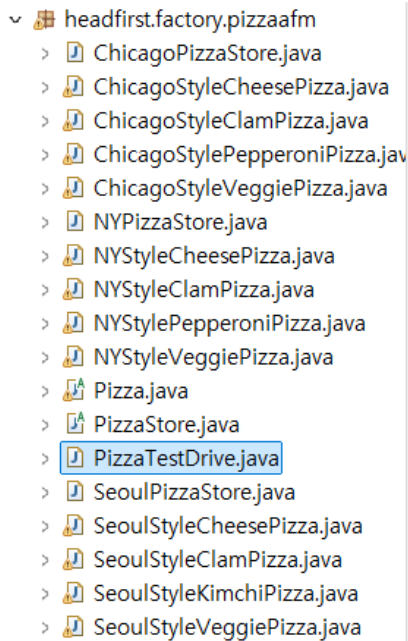 headfirst.factory.pizzaafm
ChicagoPizzaStore.java
ChicagoStyleCheesePizza.java
ChicagoStyleClamPizza.java
ChicagoStylePepperoniPizza.jav
ChicagoStyleVeggiePizza.java
NYPizzaStore.java
NYStyleCheesePizza.java
NYStyleClamPizza.java
NYStylePepperoniPizza.java
NYStyleVeggiePizza.java
Pizza.java
PizzaStore.java
PizzaTestDrive.java
SeoulPizzaStore.java
SeoulStyleCheesePizza.java
SeoulStyleClamPizza.java
SeoulStyleKimchiPizza.java
SeoulStyleVeggiePizza.java